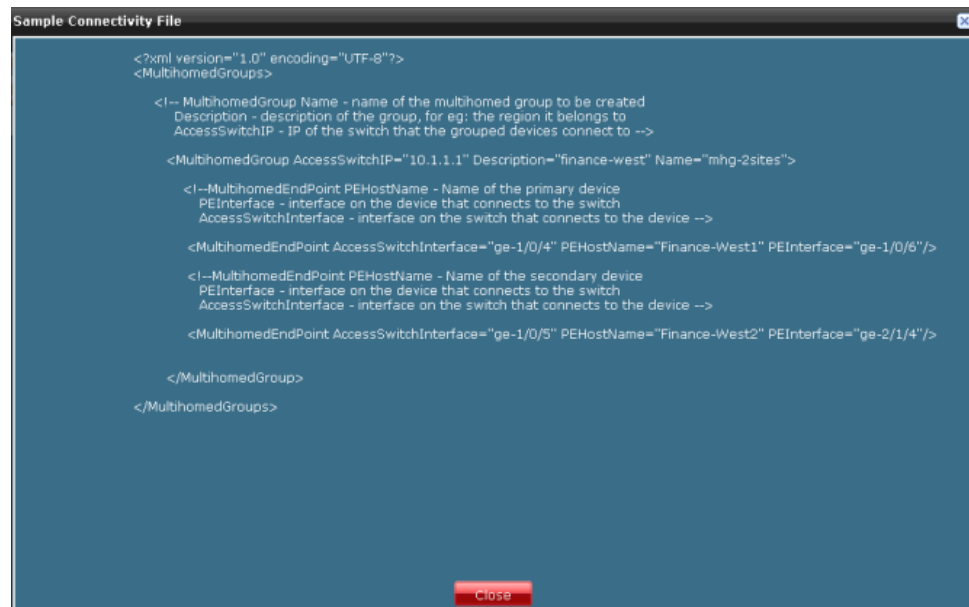 Sample Connectivity File
<?xml version="1.0" encoding="UTF-8"?>
<MultihomedGroups>
<!-- MultihomedGroup Name - name of the multihomed group to be created
Description - description of the group, for eg: the region it belongs to
AccessSwitchIP - IP of the switch that the grouped devices connect to -->
<MultihomedGroup AccessSwitchIP="10.1.1.1" Description="finance-west" Name="mhg-2sites">
<!--MultihomedEndPoint PEHostName - Name of the primary device
PEInterface - interface on the device that connects to the switch
AccessSwitchInterface - interface on the switch that connects to the device -->
<MultihomedEndPoint AccessSwitchInterface="ge-1/0/4" PEHostName="Finance-West1" PEInterface="ge-1/0/6"/>
<!--MultihomedEndPoint PEHostName - Name of the secondary device
PEInterface - interface on the device that connects to the switch
AccessSwitchInterface - interface on the switch that connects to the device -->
<MultihomedEndPoint AccessSwitchInterface="ge-1/0/5" PEHostName="Finance-West2" PEInterface="ge-2/1/4"/>
</MultihomedGroup>
</MultihomedGroups>
Close